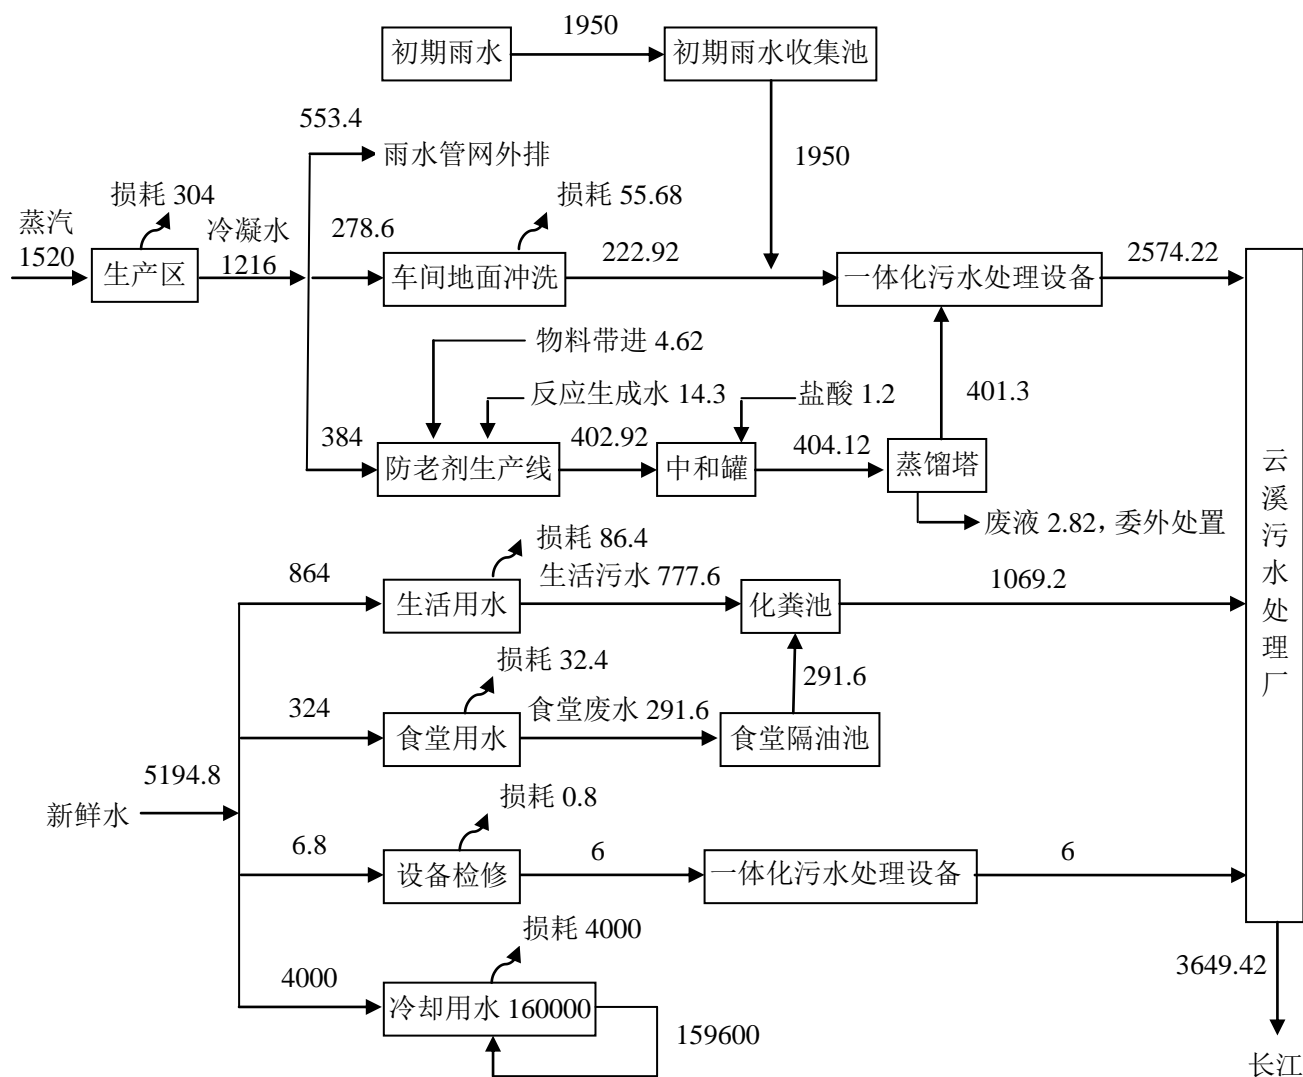 1950
初期雨水
初期雨水收集池
553.4
雨水管网外排
1950
损耗 304
损耗 55.68
蒸汽
1520
生产区
冷凝水
1216
278.6
车间地面冲洗
222.92
一体化污水处理设备
2574.22
物料带进 4.62
反应生成水 14.3
盐酸 1.2
401.3
384
防老剂生产线
402.92
中和罐
404.12
蒸馏塔
废液 2.82，委外处置
云溪污水处理厂
损耗 86.4
864
生活用水
生活污水 777.6
化粪池
1069.2
损耗 32.4
291.6
324
食堂用水
食堂废水 291.6
食堂隔油池
新鲜水
5194.8
损耗 0.8
6.8
设备检修
6
一体化污水处理设备
6
损耗 4000
4000
冷却用水 160000
159600
3649.42
长江